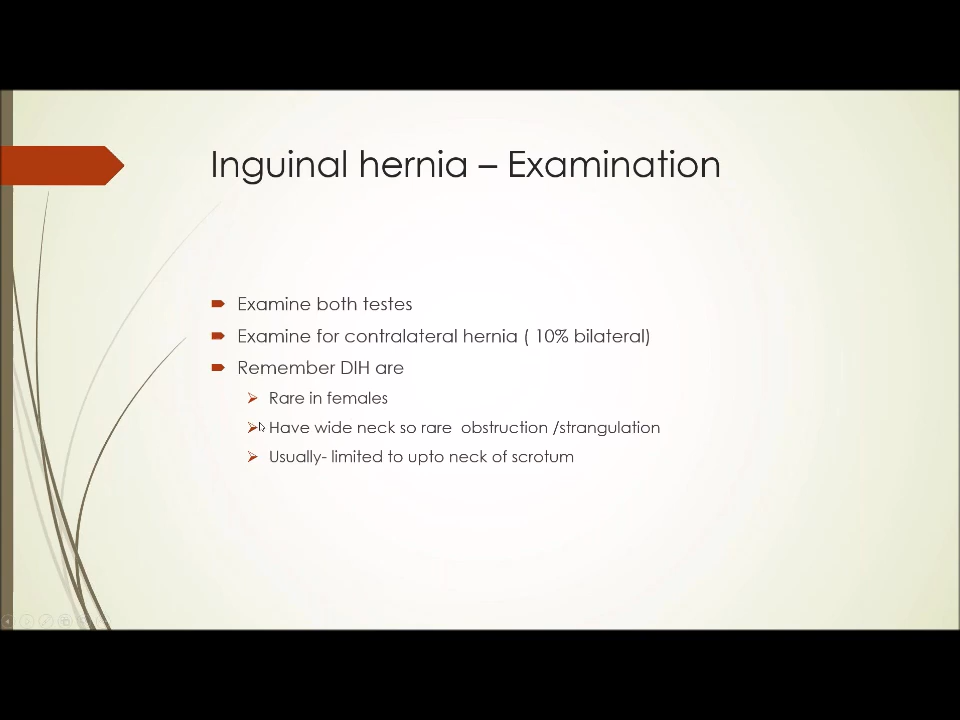 Inguinal hernia – Examination
Examine both testes
Examine for contralateral hernia ( 10% bilateral)
Remember DIH are
Rare in females
Have wide neck so rare  obstruction /strangulation
Usually- limited to upto neck of scrotum